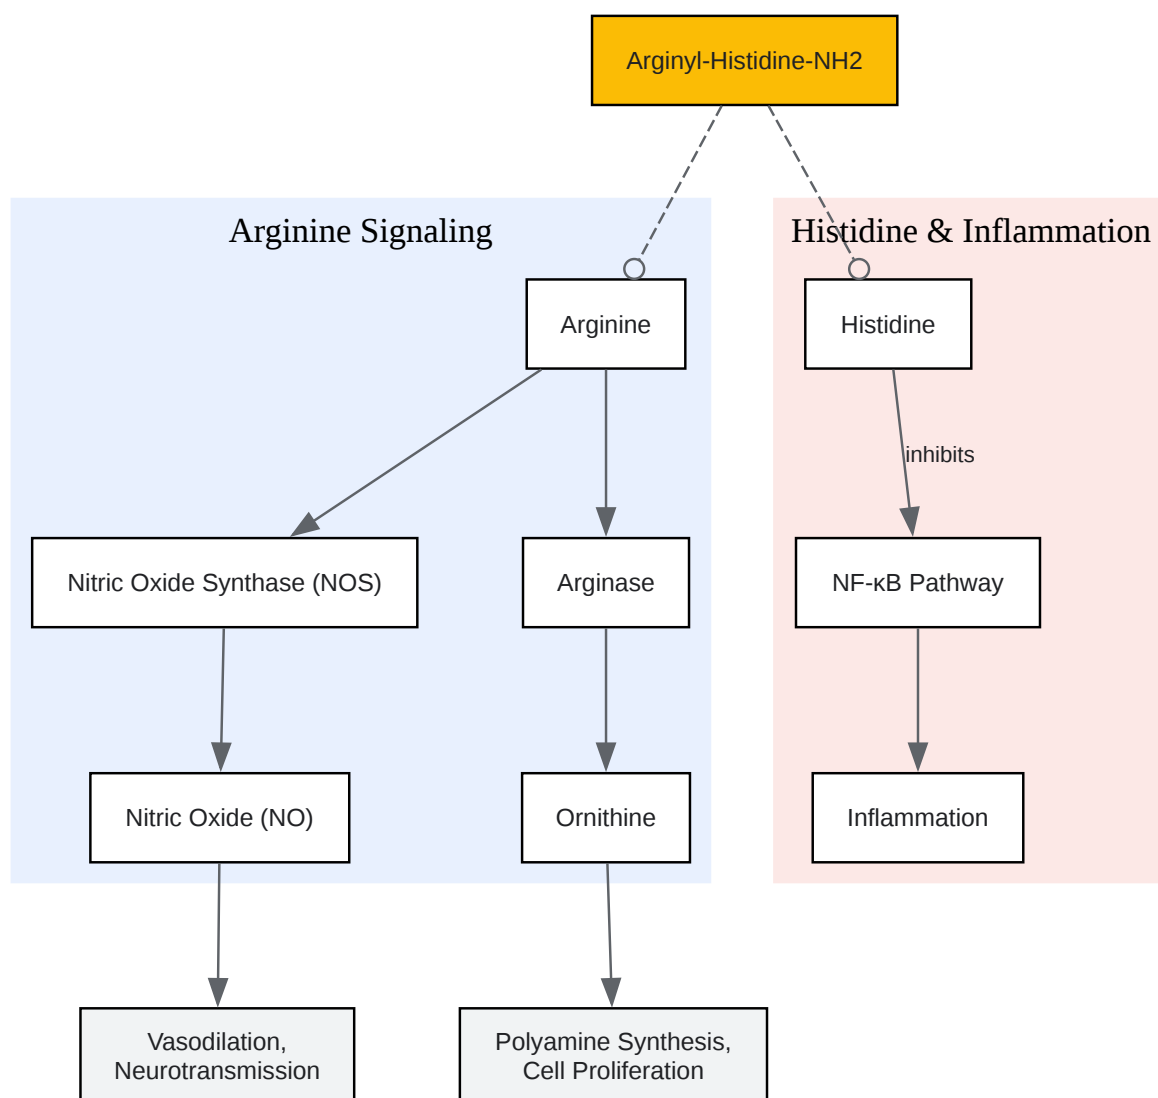 Arginyl-Histidine-NH2
Arginine Signaling
Histidine & Inflammation
Arginine
Histidine
inhibits
Nitric Oxide Synthase (NOS)
Arginase
NF-κB Pathway
Nitric Oxide (NO)
Ornithine
Inflammation
Vasodilation,
Neurotransmission
Polyamine Synthesis,
Cell Proliferation